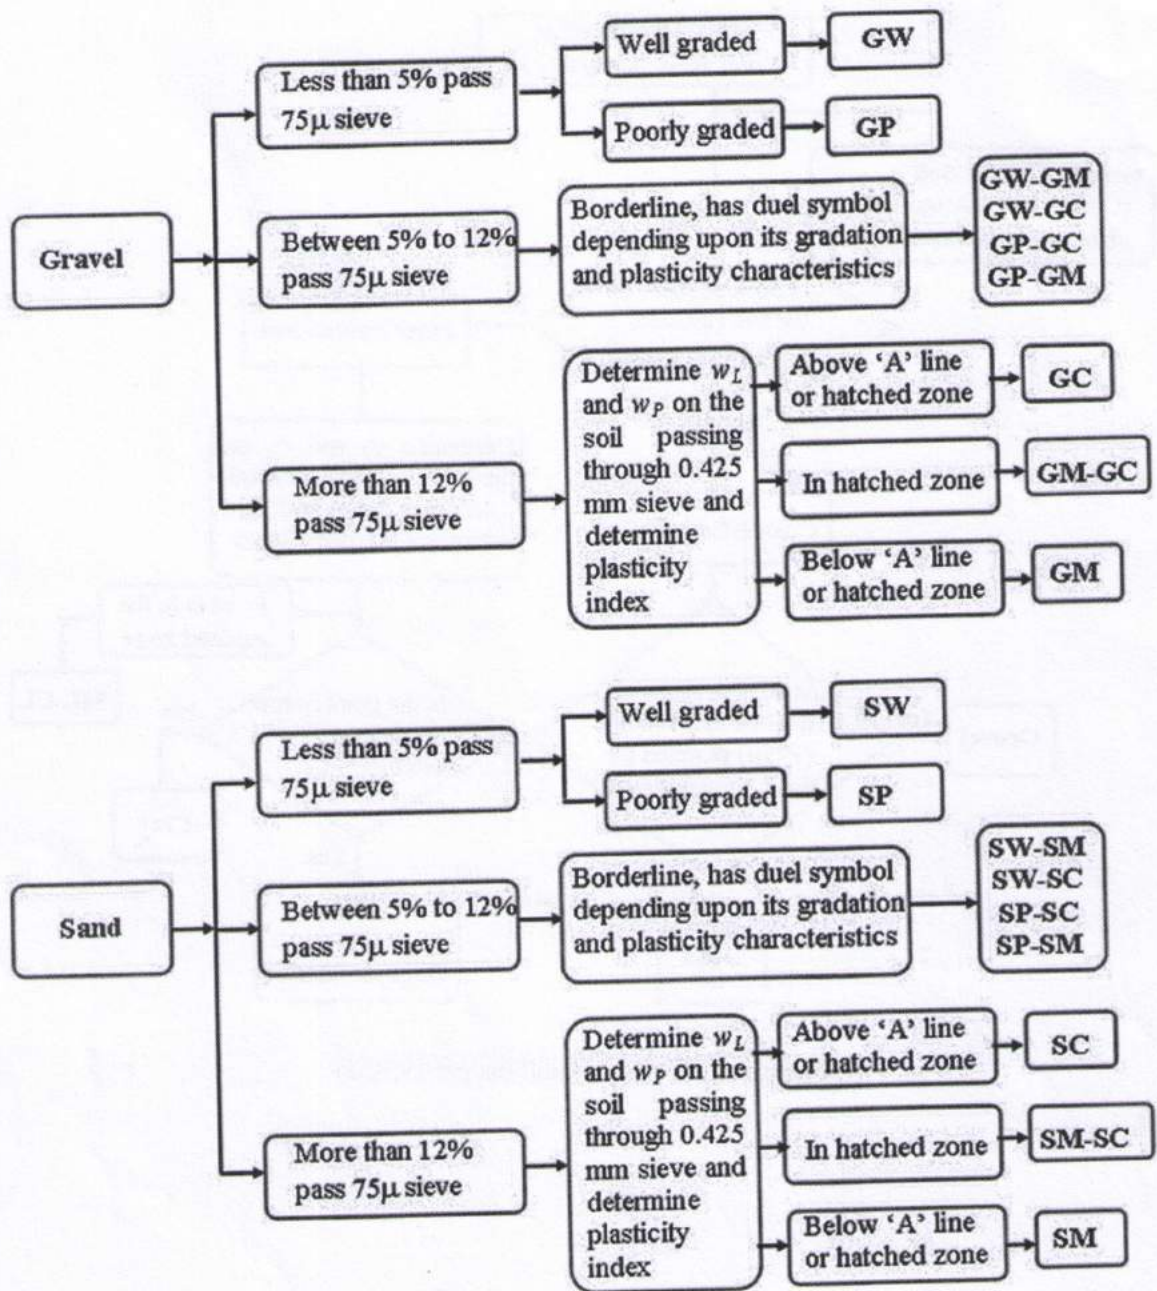 Gravel
Less than 5% pass
75μ sieve
Well graded
GW
Poorly graded
GP
Between 5% to 12%
pass 75μ sieve
Borderline, has duel symbol
depending upon its gradation
and plasticity characteristics
GW-GM
GW-GC
GP-GC
GP-GM
More than 12%
pass 75μ sieve
Determine w_L
and w_P on the
soil passing
through 0.425
mm sieve and
determine
plasticity
index
Above ‘A’ line
or hatched zone
GC
In hatched zone
GM-GC
Below ‘A’ line
or hatched zone
GM
Sand
Less than 5% pass
75μ sieve
Well graded
SW
Poorly graded
SP
Between 5% to 12%
pass 75μ sieve
Borderline, has duel symbol
depending upon its gradation
and plasticity characteristics
SW-SM
SW-SC
SP-SC
SP-SM
More than 12%
pass 75μ sieve
Determine w_L
and w_P on the
soil passing
through 0.425
mm sieve and
determine
plasticity
index
Above ‘A’ line
or hatched zone
SC
In hatched zone
SM-SC
Below ‘A’ line
or hatched zone
SM